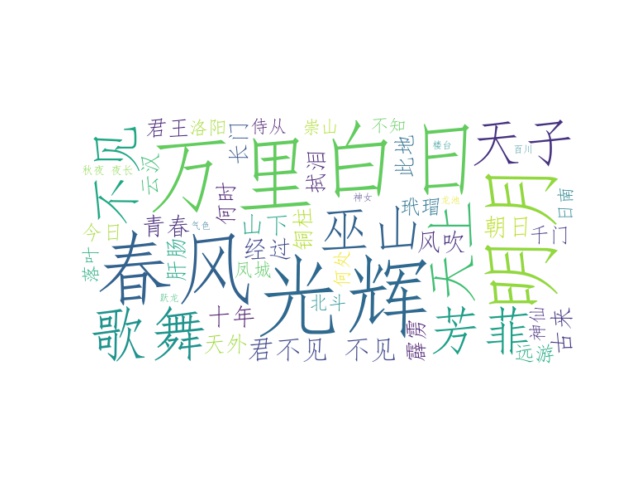 君王
洛阳
侍从
崇山
不知
楼台
百川
天子
不见
云汉
长门
万里
白日
拭泪
此地
秋夜
夜长
神女
明月
何时
玳瑁
天上
日南
今日
青春
气色
山下
铜柱
巫山
风吹
朝日
千门
落叶
肝肠
春风
经过
凤城
何处
光辉
跃龙
北斗
歌舞
十年
天外
君不见
不见
霹雳
芳菲
神仙
远游
古来